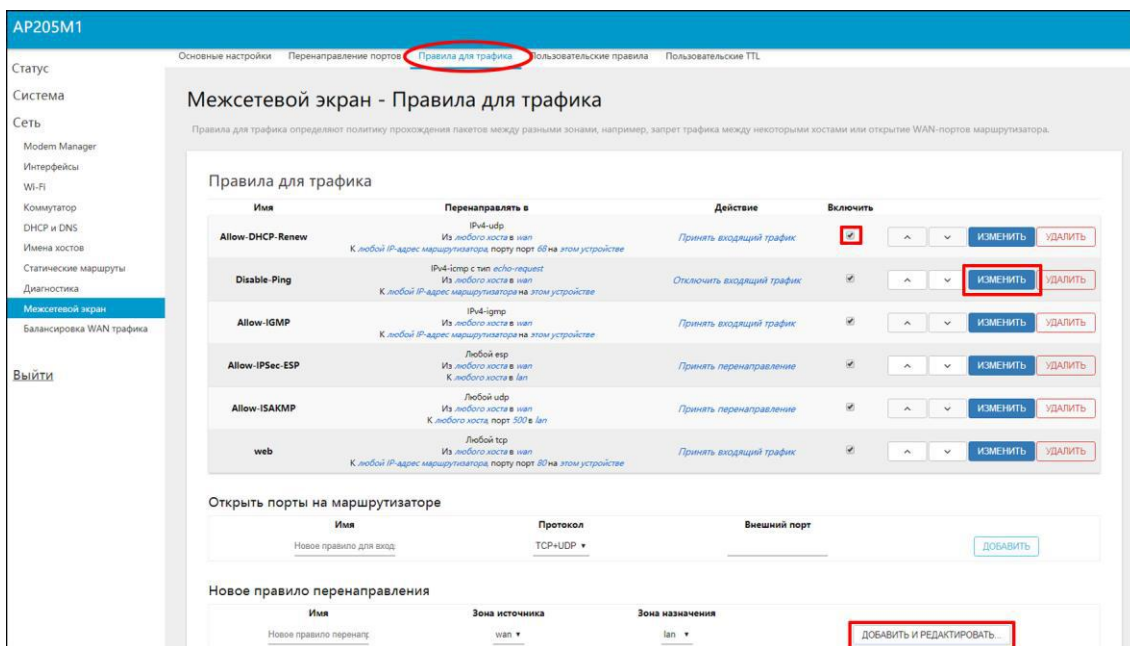 AP205M1
Основные настройки Перенаправление портов Правила для трафика Пользовательские правила Пользовательские TTL
Статус
Система
Сеть
Modem Manager
Интерфейсы
Wi-Fi
Коммутатор
DHCP и DNS
Имена хостов
Статические маршруты
Диагностика
Межсетевой экран
Балансировка WAN трафика
Выйти
Межсетевой экран - Правила для трафика
Правила для трафика определяют политику прохождения пакетов между разными зонами, например, запрет трафика между некоторыми хостами или открытие WAN-портов маршрутизатора.
Правила для трафика
Имя Перенаправлять в Действие Включить
IPv4-udp
Allow-DHCP-Renew Из любого хоста в wan Принять входящий трафик ИЗМЕНИТЬ УДАЛИТЬ
К любой IP-адрес маршрутизатора, порту порт 68 на этом устройстве
IPv4-icmp с тип echo-request
Disable-Ping Из любого хоста в wan Отключить входящий трафик ИЗМЕНИТЬ УДАЛИТЬ
К любой IP-адрес маршрутизатора на этом устройстве
IPv4-igmp
Allow-IGMP Из любого хоста в wan Принять входящий трафик ИЗМЕНИТЬ УДАЛИТЬ
К любой IP-адрес маршрутизатора на этом устройстве
Любой esp
Allow-IPSec-ESP Из любого хоста в wan Принять перенаправление ИЗМЕНИТЬ УДАЛИТЬ
К любого хоста в lan
Любой udp
Allow-ISAKMP Из любого хоста в wan Принять перенаправление ИЗМЕНИТЬ УДАЛИТЬ
К любого хоста, порт 500 в lan
Любой tcp
web Из любого хоста в wan Принять входящий трафик ИЗМЕНИТЬ УДАЛИТЬ
К любой IP-адрес маршрутизатора, порту порт 80 на этом устройстве
Открыть порты на маршрутизаторе
Имя Протокол Внешний порт
Новое правило для вход TCP+UDP ДОБАВИТЬ
Новое правило перенаправления
Имя Зона источника Зона назначения
Новое правило перенапр wan lan ДОБАВИТЬ И РЕДАКТИРОВАТЬ...